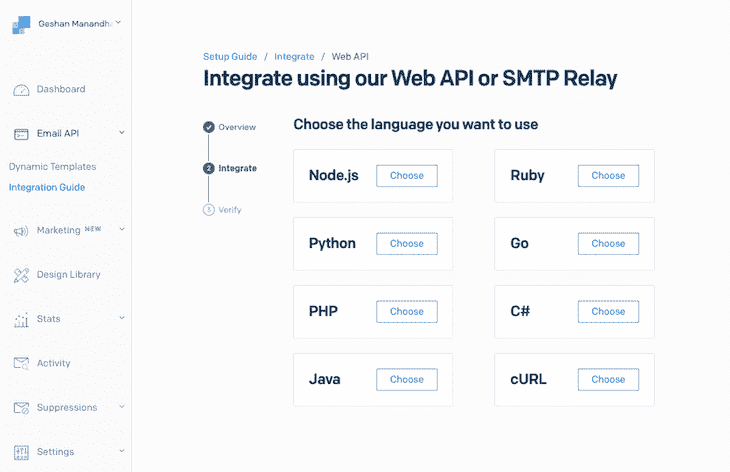 Geshan Manandha
Dashboard
Email API
Dynamic Templates
Integration Guide
Marketing NEW
Design Library
Stats
Activity
Suppressions
Settings
Setup Guide / Integrate / Web API
Integrate using our Web API or SMTP Relay
Overview
2 Integrate
3 Verify
Choose the language you want to use
Node.js Choose
Ruby Choose
Python Choose
Go Choose
PHP Choose
C# Choose
Java Choose
cURL Choose